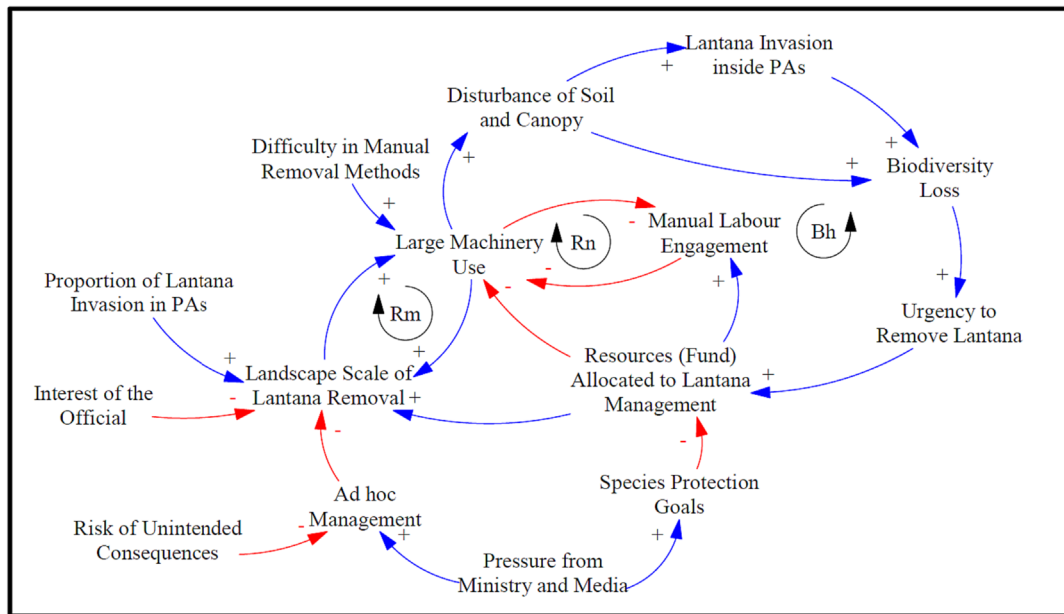 Lantana Invasion
inside PAs
+
Disturbance of Soil
and Canopy
+
+
+
Biodiversity
Loss
Difficulty in Manual
Removal Methods
+
Large Machinery
Use
+
-
Manual Labour
Engagement
-
-
+
Rn
Bh
Rm
+
Urgency to
Remove Lantana
+
Proportion of Lantana
Invasion in PAs
+
Landscape Scale of
Lantana Removal
+
+
Resources (Fund)
Allocated to Lantana
Management
+
-
Interest of the
Official
-
-
Species Protection
Goals
+
Ad hoc
Management
-
+
Risk of Unintended
Consequences
Pressure from
Ministry and Media